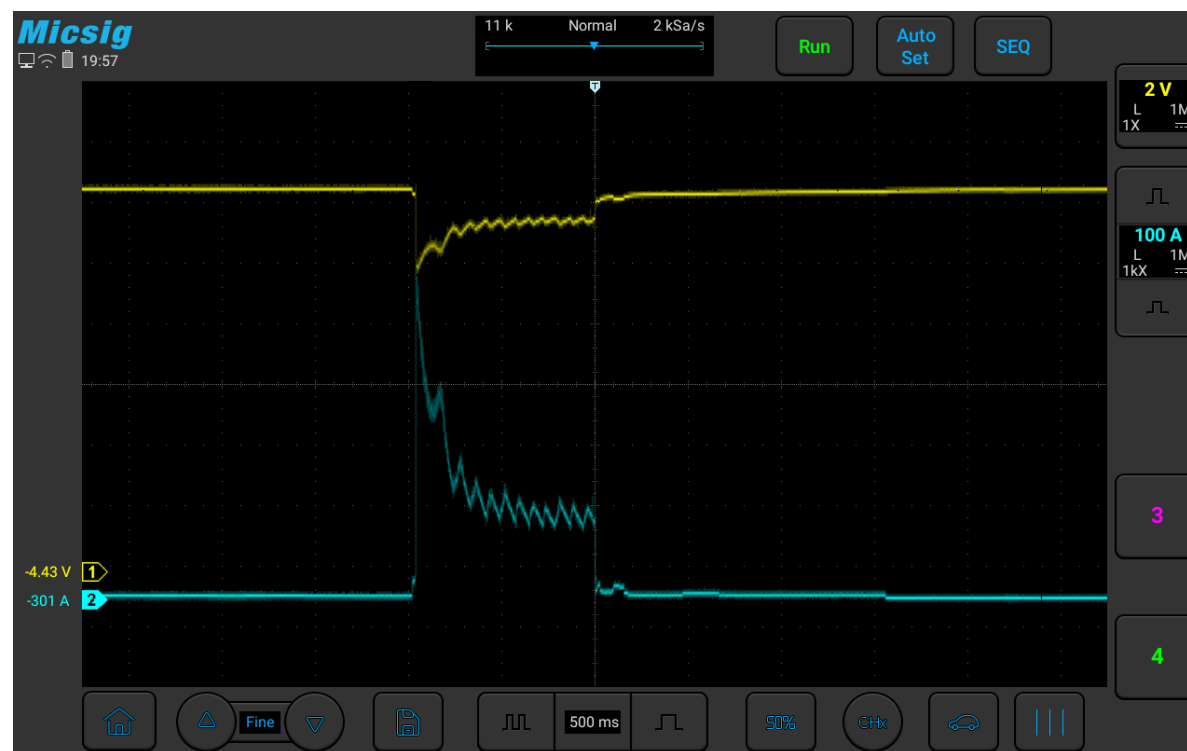 Micsig
19:57
11 k Normal 2 kSa/s
Run
Auto
Set
SEQ
T
2 V
L 1M
1X
100 A
L 1M
1kX
3
4
-4.43 V 1
-301 A 2
Fine
500 ms
50%
CHx